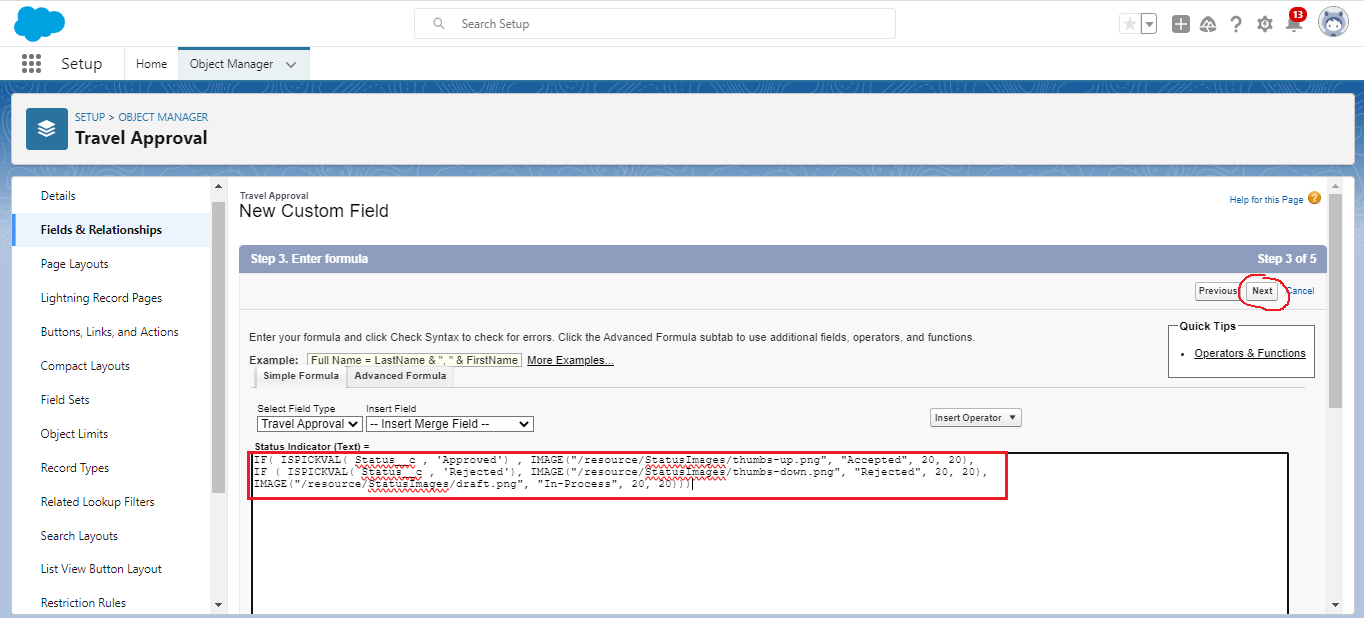 Search Setup
13
Setup
Home
Object Manager
SETUP > OBJECT MANAGER
Travel Approval
Details
Fields & Relationships
Page Layouts
Lightning Record Pages
Buttons, Links, and Actions
Compact Layouts
Field Sets
Object Limits
Record Types
Related Lookup Filters
Search Layouts
List View Button Layout
Restriction Rules
Travel Approval
New Custom Field
Help for this Page ?
Step 3. Enter formula
Step 3 of 5
Previous Next Cancel
Enter your formula and click Check Syntax to check for errors. Click the Advanced Formula subtab to use additional fields, operators, and functions.
Example: Full Name = LastName & ", " & FirstName More Examples...
Quick Tips
• Operators & Functions
Simple Formula Advanced Formula
Select Field Type Insert Field
Travel Approval -- Insert Merge Field --
Insert Operator
Status Indicator (Text) =
IF( ISPICKVAL( Status__c , 'Approved') , IMAGE("/resource/StatusImages/thumbs-up.png", "Accepted", 20, 20),
IF ( ISPICKVAL( Status__c , 'Rejected'), IMAGE("/resource/StatusImages/thumbs-down.png", "Rejected", 20, 20),
IMAGE("/resource/StatusImages/draft.png", "In-Process", 20, 20)))